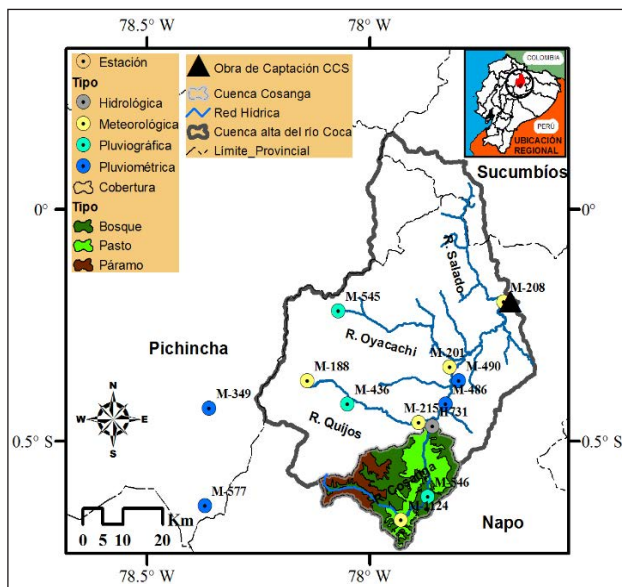 78.5° W
78° W
Estación
Tipo
Hidrológica
Meteorológica
Pluviográfica
Pluviométrica
Cobertura
Tipo
Bosque
Pasto
Páramo
Obra de Captación CCS
Cuenca Cosanga
Red Hídrica
Cuenca alta del río Coca
Límite_Provincial
COLOMBIA
PERÚ
UBICACIÓN
REGIONAL
Sucumbíos
0°
0°
R. Salado
M-208
M-545
R. Oyacachi
Pichincha
M-201
M-490
M-188
M-486
M-436
M-349
M-215
H731
R. Quijos
N
W
E
S
0.5° S
0.5° S
R. Cosanga
M-546
M-577
M-1124
Napo
Km
0 5 10 20
78.5° W
78° W